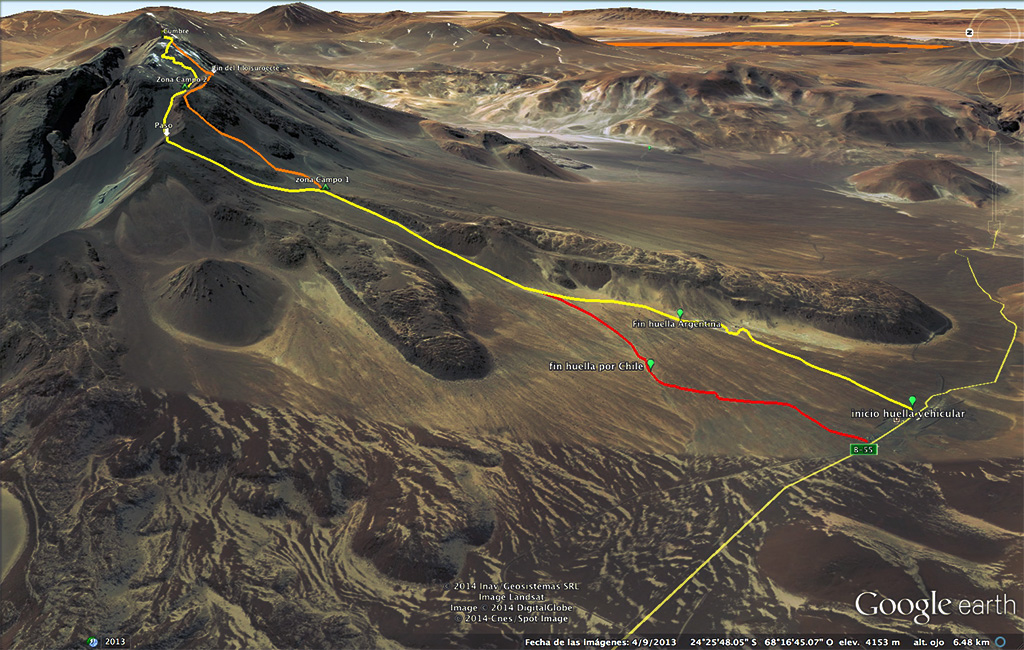 Cumbre
fin del filo suroeste
Zona Campo 2
Paso
zona Campo 1
N
Fin huella Argentina
fin huella por Chile
inicio huella vehicular
B-55
© 2014 Inav/Geosistemas SRL
Image Landsat
Image © 2014 DigitalGlobe
© 2014 Cnes/Spot Image
Google earth
2013
Fecha de las imágenes: 4/9/2013 24°25'48.05" S 68°16'45.07" O elev. 4153 m alt. ojo 6.48 km